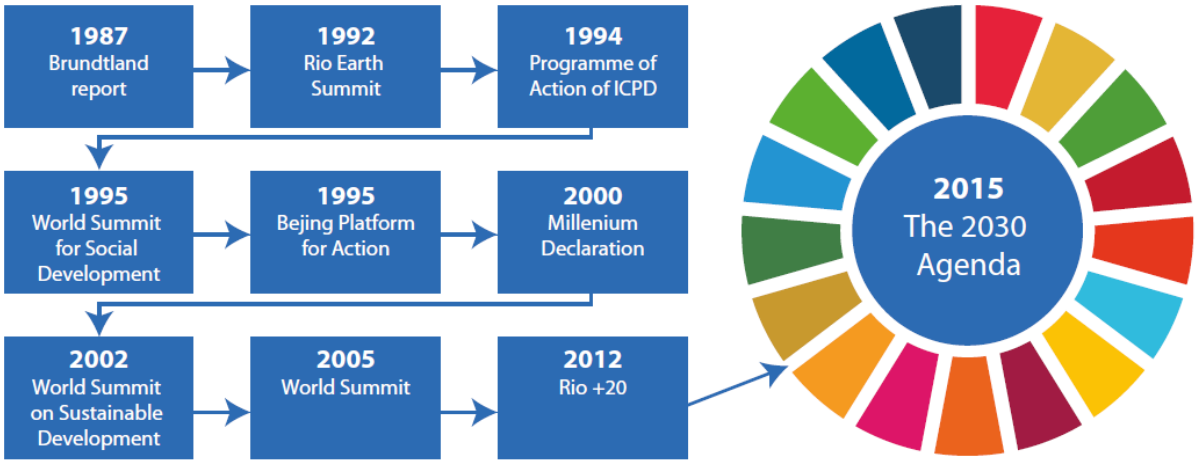 1987
Brundtland
report
1992
Rio Earth
Summit
1994
Programme of
Action of ICPD
1995
World Summit
for Social
Development
1995
Bejing Platform
for Action
2000
Millenium
Declaration
2002
World Summit
on Sustainable
Development
2005
World Summit
2012
Rio +20
2015
The 2030
Agenda